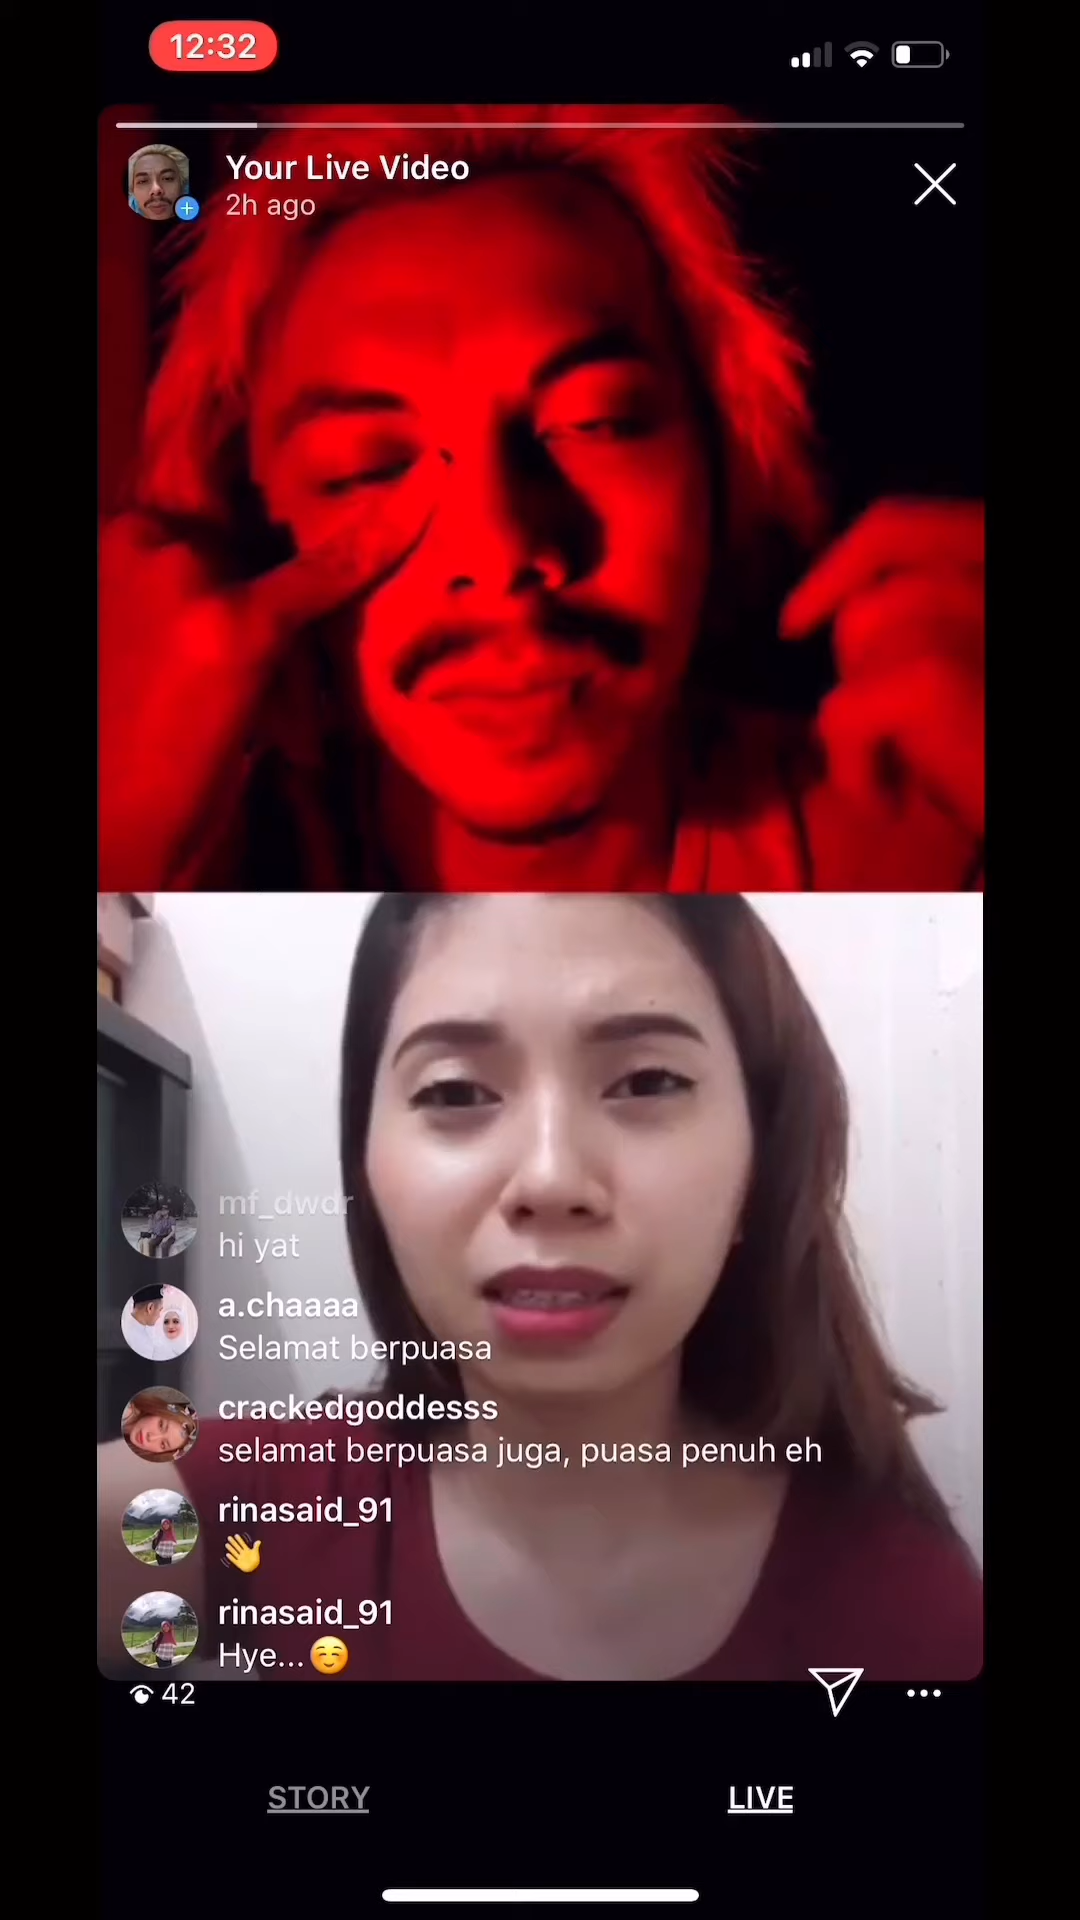 12:32
Your Live Video
2h ago
mf_dwdr
hi yat
a.chaaaa
Selamat berpuasa
crackedgoddesss
selamat berpuasa juga, puasa penuh eh
rinasaid_91
👋
rinasaid_91
Hye...☺️
42
STORY
LIVE